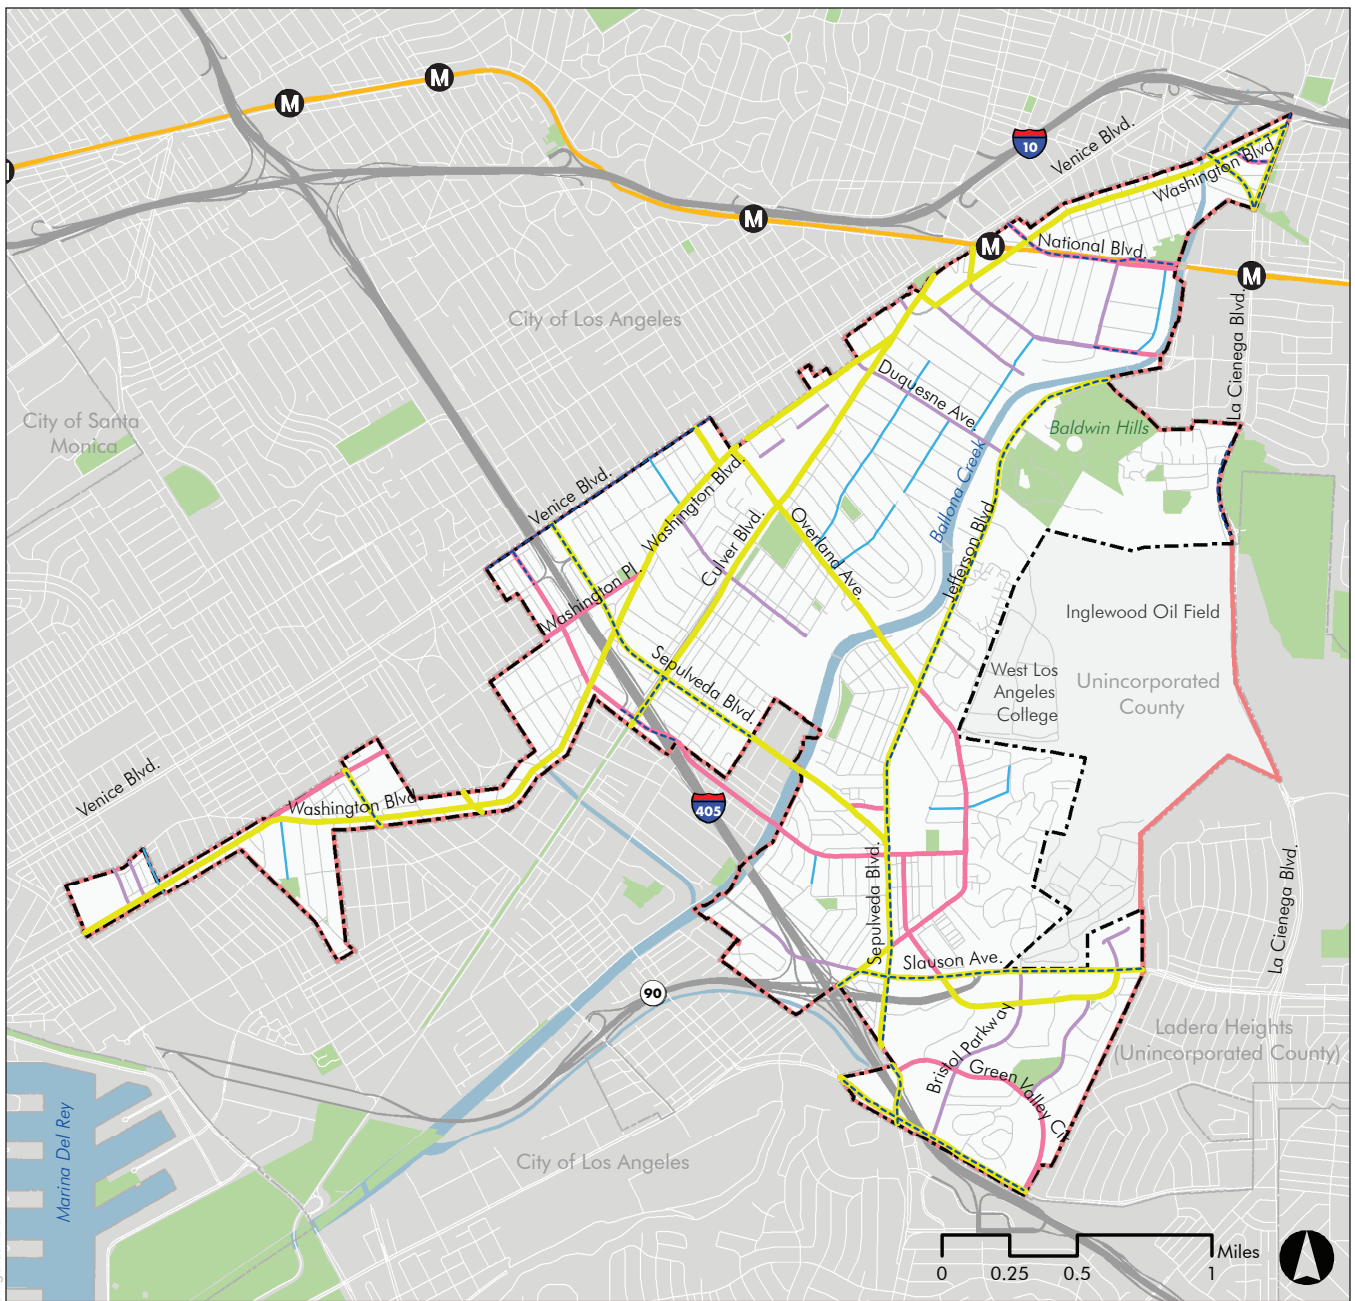 M
M
10
Venice Blvd.
Washington Blvd.
M
M
National Blvd.
M
City of Los Angeles
La Cienega Blvd.
Duquesne Ave.
City of Santa
Monica
Baldwin Hills
Ballona Creek
Venice Blvd.
Washington Blvd.
Culver Blvd.
Overland Ave.
Jefferson Blvd.
Washington Pl.
Inglewood Oil Field
Sepulveda Blvd.
West Los
Angeles
College
Unincorporated
County
Venice Blvd.
Washington Blvd.
405
Sepulveda Blvd.
La Cienega Blvd.
Slauson Ave.
90
Bristol Parkway
Green Valley Cir.
Ladera Heights
(Unincorporated County)
Marina Del Rey
City of Los Angeles
Miles
0 0.25 0.5 1